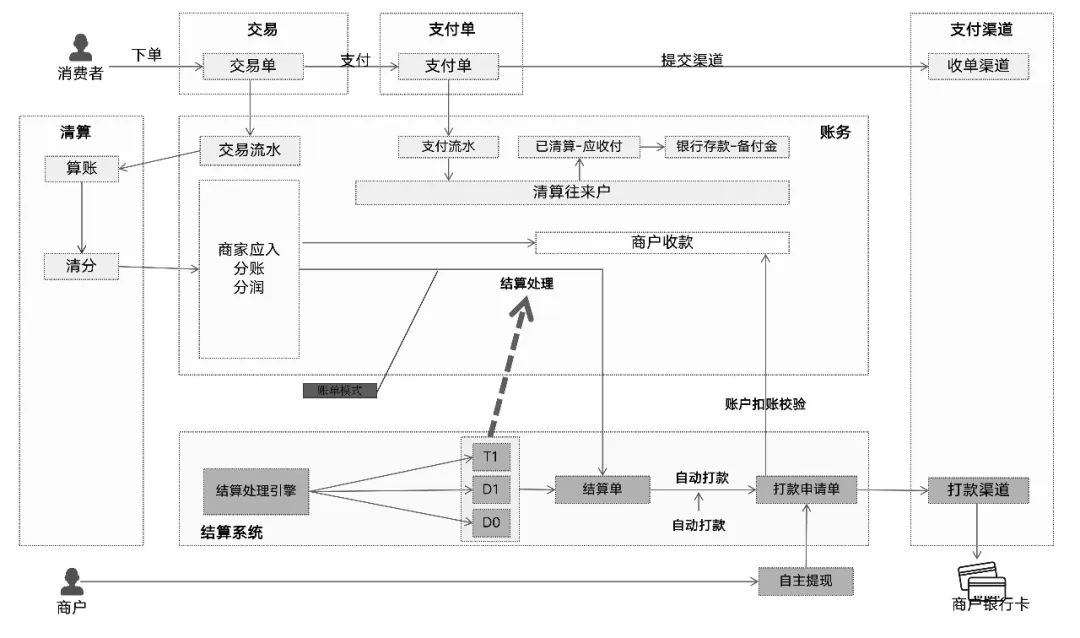 交易
支付单
支付渠道
消费者
下单
交易单
支付
支付单
提交渠道
收单渠道
清算
账务
算账
交易流水
支付流水
已清算-应收付
银行存款-备付金
清算往来户
清分
商家应入
分账
分润
商户收款
结算处理
账单模式
账户扣账校验
结算处理引擎
T1
D1
D0
结算单
自动打款
自动打款
打款申请单
打款渠道
结算系统
商户
自主提现
商户银行卡